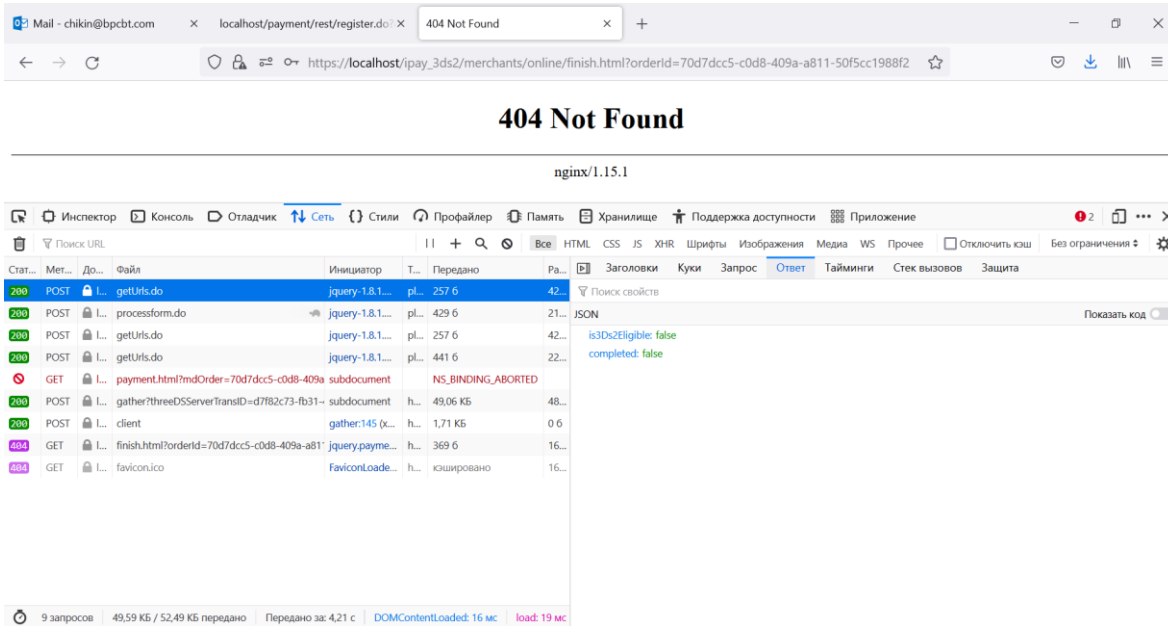 Mail - chikin@bpcbt.com
localhost/payment/rest/register.do?
404 Not Found
https://localhost/ipay_3ds2/merchants/online/finish.html?orderId=70d7dcc5-c0d8-409a-a811-50f5cc1988f2
404 Not Found
nginx/1.15.1
Инспектор Консоль Отладчик Сеть Стили Профайлер Память Хранилище Поддержка доступности Приложение 2
Поиск URL Все HTML CSS JS XHR Шрифты Изображения Медиа WS Прочее Отключить кэш Без ограничения
Стат... Мет... До... Файл Инициатор Т... Передано Ра...
200 POST l... getUrls.do jquery-1.8.1.... pl... 257 б 42...
200 POST l... processform.do jquery-1.8.1.... pl... 429 б 21...
200 POST l... getUrls.do jquery-1.8.1.... pl... 257 б 42...
200 POST l... getUrls.do jquery-1.8.1.... pl... 441 б 22...
GET l... payment.html?mdOrder=70d7dcc5-c0d8-409a subdocument NS_BINDING_ABORTED
200 POST l... gather?threeDSServerTransID=d7f82c73-fb31- subdocument h... 49,06 КБ 48...
200 POST l... client gather:145 (x... h... 1,71 КБ 0 б
404 GET l... finish.html?orderId=70d7dcc5-c0d8-409a-a811 jquery.payme... h... 369 б 16...
404 GET l... favicon.ico FaviconLoade... h... кэшировано 16...
Заголовки Куки Запрос Ответ Тайминги Стек вызовов Защита
Поиск свойств
JSON Показать код
is3Ds2Eligible: false
completed: false
9 запросов 49,59 КБ / 52,49 КБ передано Передано за: 4,21 с DOMContentLoaded: 16 мс load: 19 мс